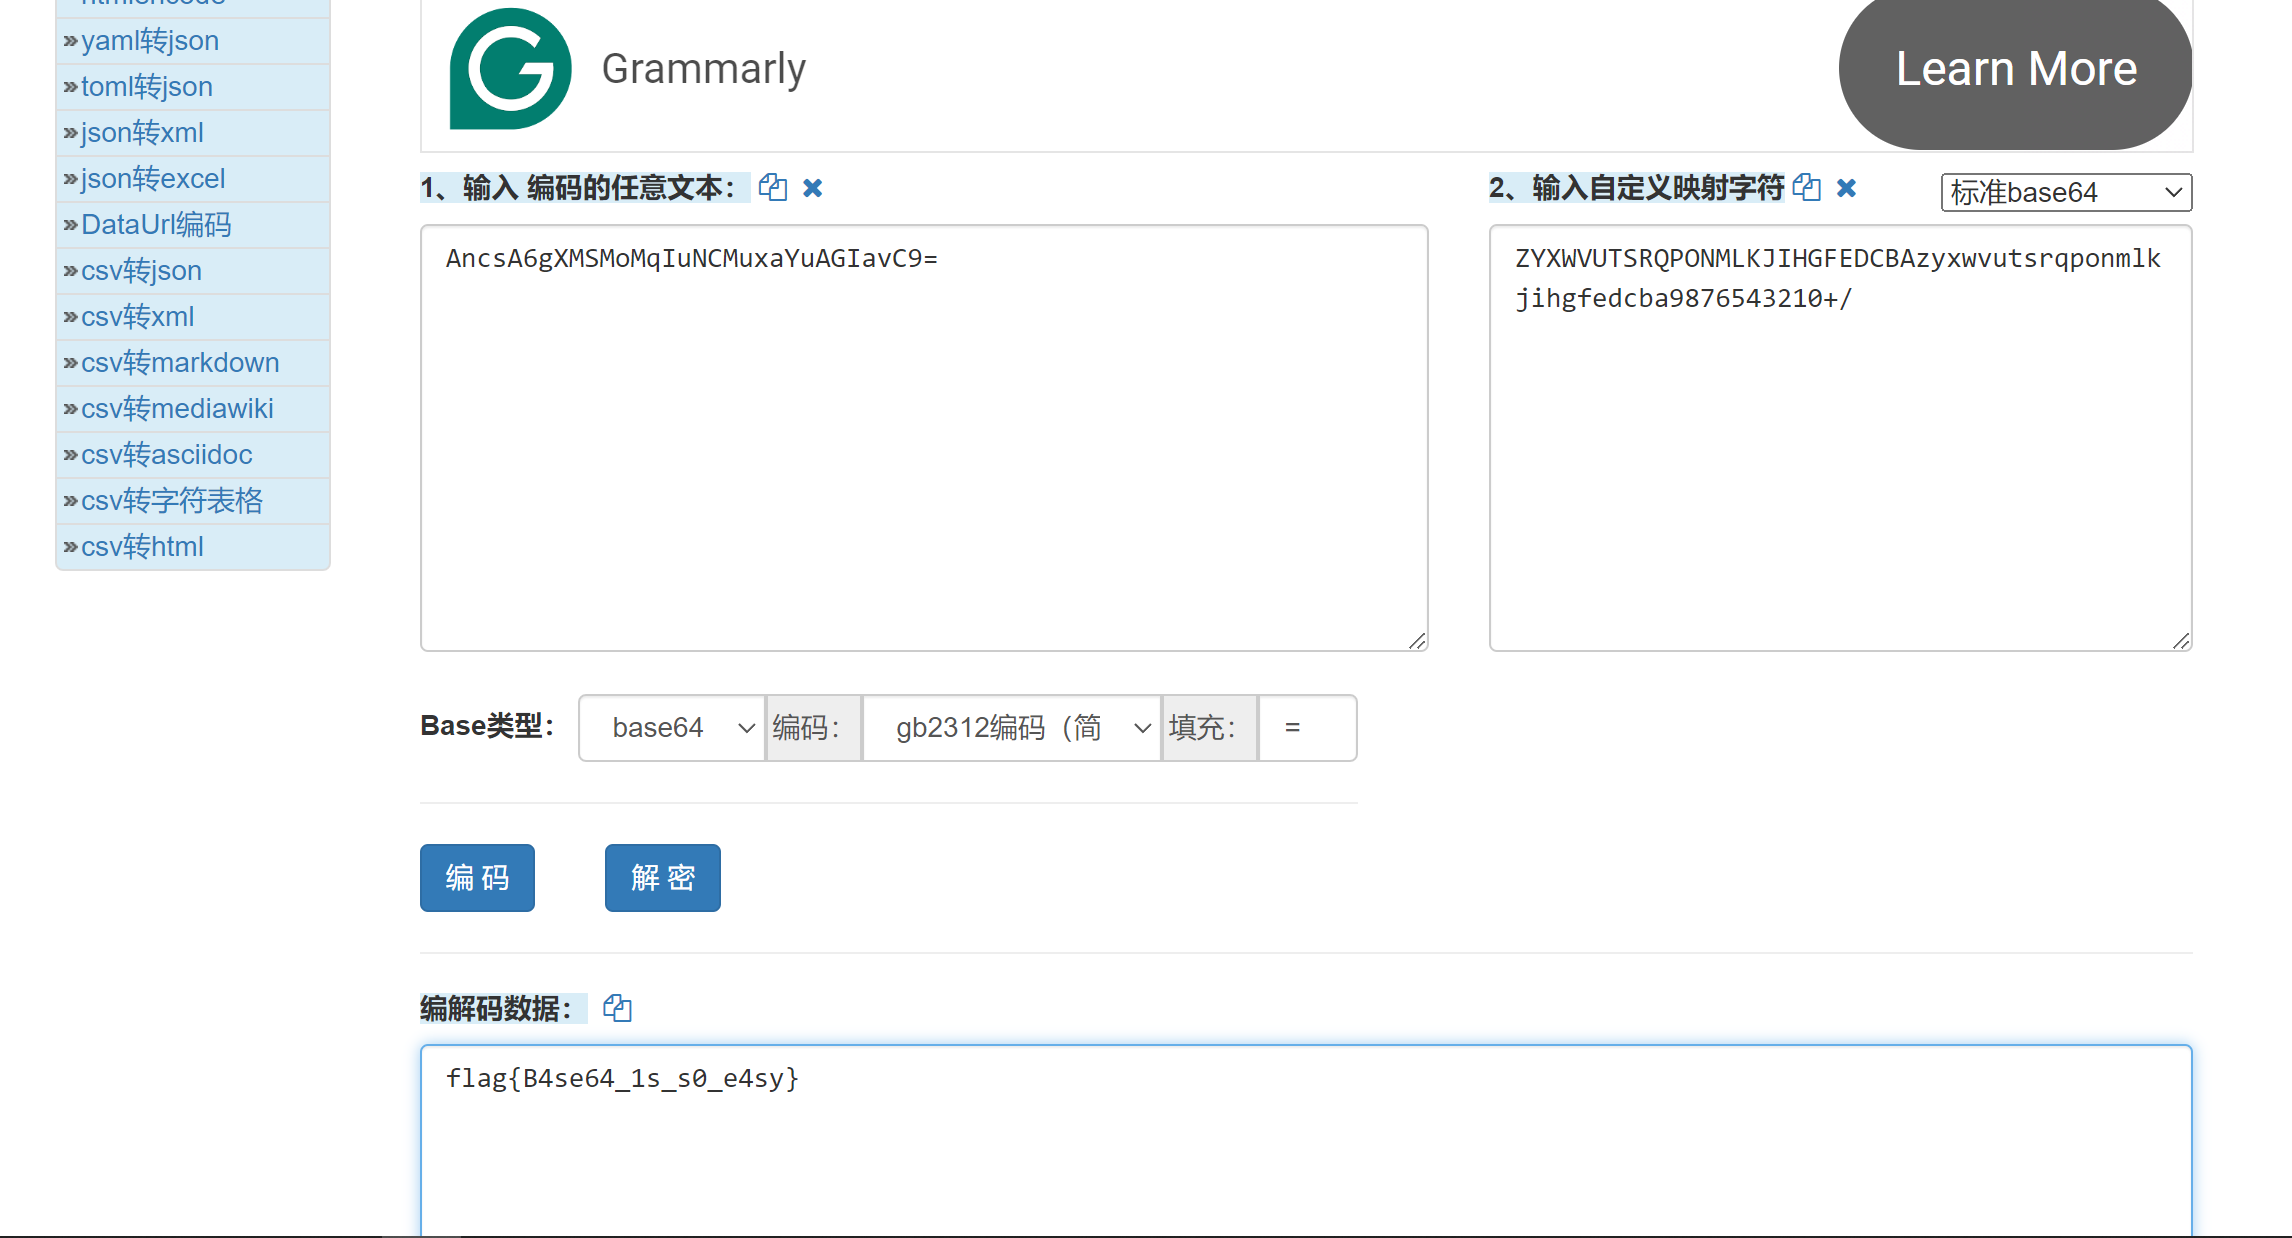 yaml转json
toml转json
json转xml
json转excel
DataUrl编码
csv转json
csv转xml
csv转markdown
csv转mediawiki
csv转asciidoc
csv转字符表格
csv转html
Grammarly
Learn More
1、输入 编码的任意文本：
AncsA6gXMSMoMqIuNCMuxaYuAGIavC9=
2、输入自定义映射字符
标准base64
ZYXWVUTSRQPONMLKJIHGFEDCBAzyxwvutsrqponmlk
jihgfedcba9876543210+/
Base类型：
base64
编码：
gb2312编码（简
填充：
=
编 码
解 密
编解码数据：
flag{B4se64_1s_s0_e4sy}